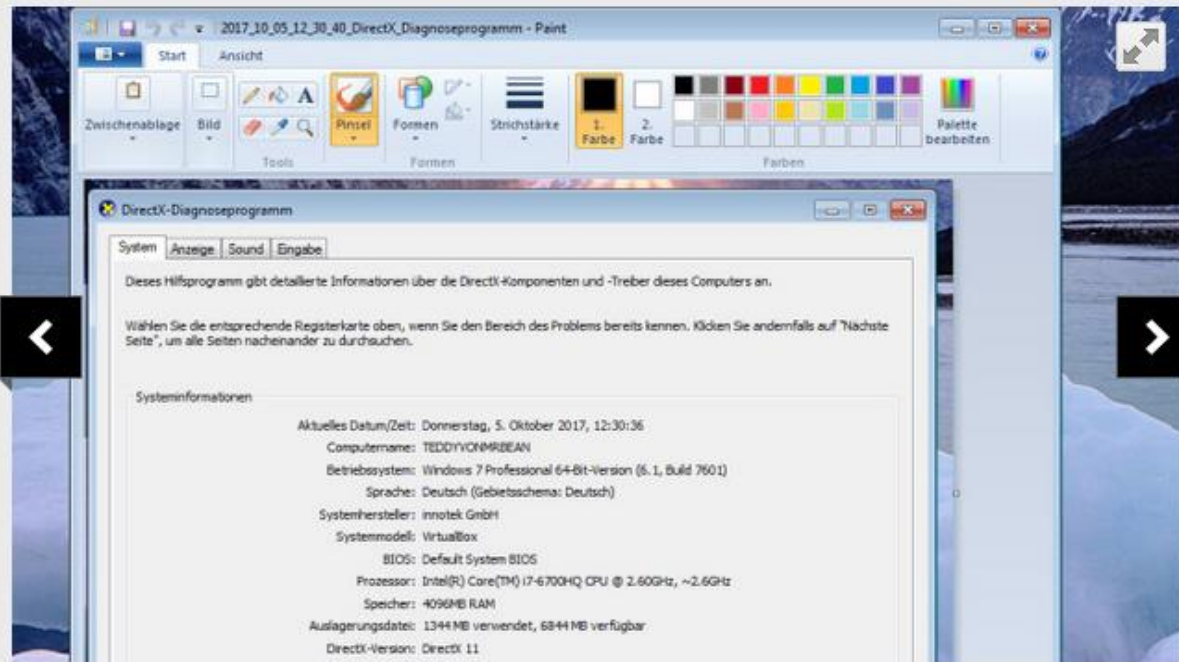 2017_10_05_12_30_40_DirectX_Diagnoseprogramm - Paint
Start Ansicht
Zwischenablage Bild Pinsel Formen Strichstärke 1. Farbe 2. Farbe Palette bearbeiten
Tools Formen Farben
DirectX-Diagnoseprogramm
System Anzeige Sound Eingabe
Dieses Hilfsprogramm gibt detaillierte Informationen über die DirectX-Komponenten und -Treiber dieses Computers an.
Wählen Sie die entsprechende Registerkarte oben, wenn Sie den Bereich des Problems bereits kennen. Klicken Sie andernfalls auf "Nächste
Seite", um alle Seiten nacheinander zu durchsuchen.
Systeminformationen
Aktuelles Datum/Zeit: Donnerstag, 5. Oktober 2017, 12:30:36
Computername: TEDDYVONMRBEAN
Betriebssystem: Windows 7 Professional 64-Bit-Version (6.1, Build 7601)
Sprache: Deutsch (Gebietsschema: Deutsch)
Systemhersteller: innotek GmbH
Systemmodell: VirtualBox
BIOS: Default System BIOS
Prozessor: Intel(R) Core(TM) i7-6700HQ CPU @ 2.60GHz, ~2.6GHz
Speicher: 4096MB RAM
Auslagerungsdatei: 1344 MB verwendet, 6844 MB verfügbar
DirectX-Version: DirectX 11